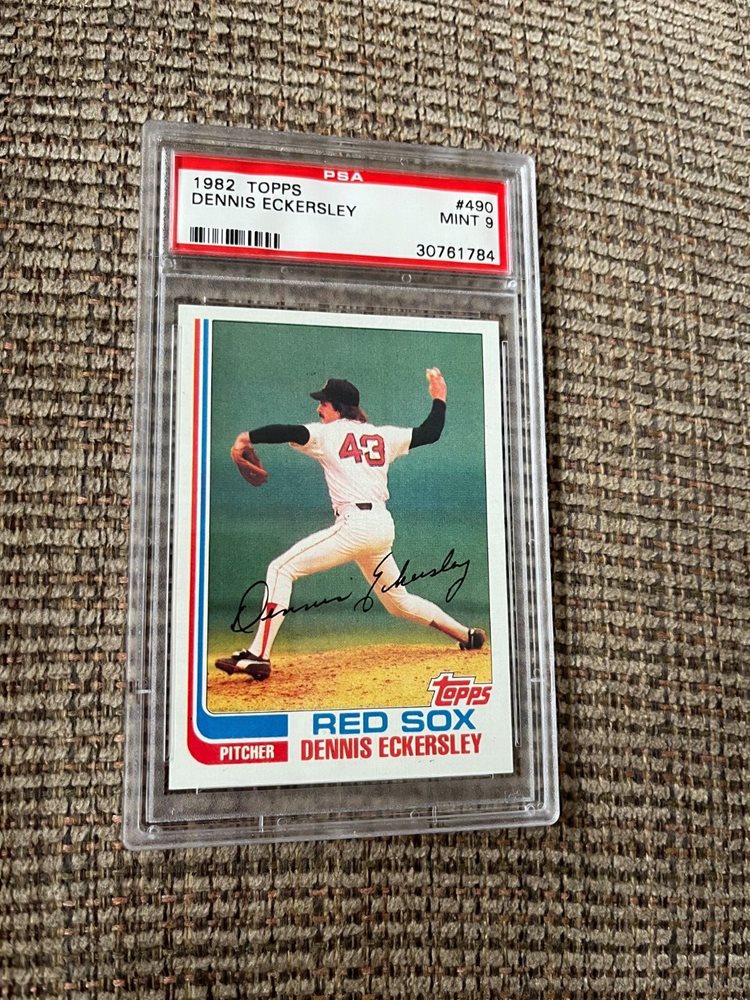 PSA
1982 TOPPS #490
DENNIS ECKERSLEY MINT 9
30761784
43
Dennis Eckersley
TOPPS
RED SOX
PITCHER DENNIS ECKERSLEY